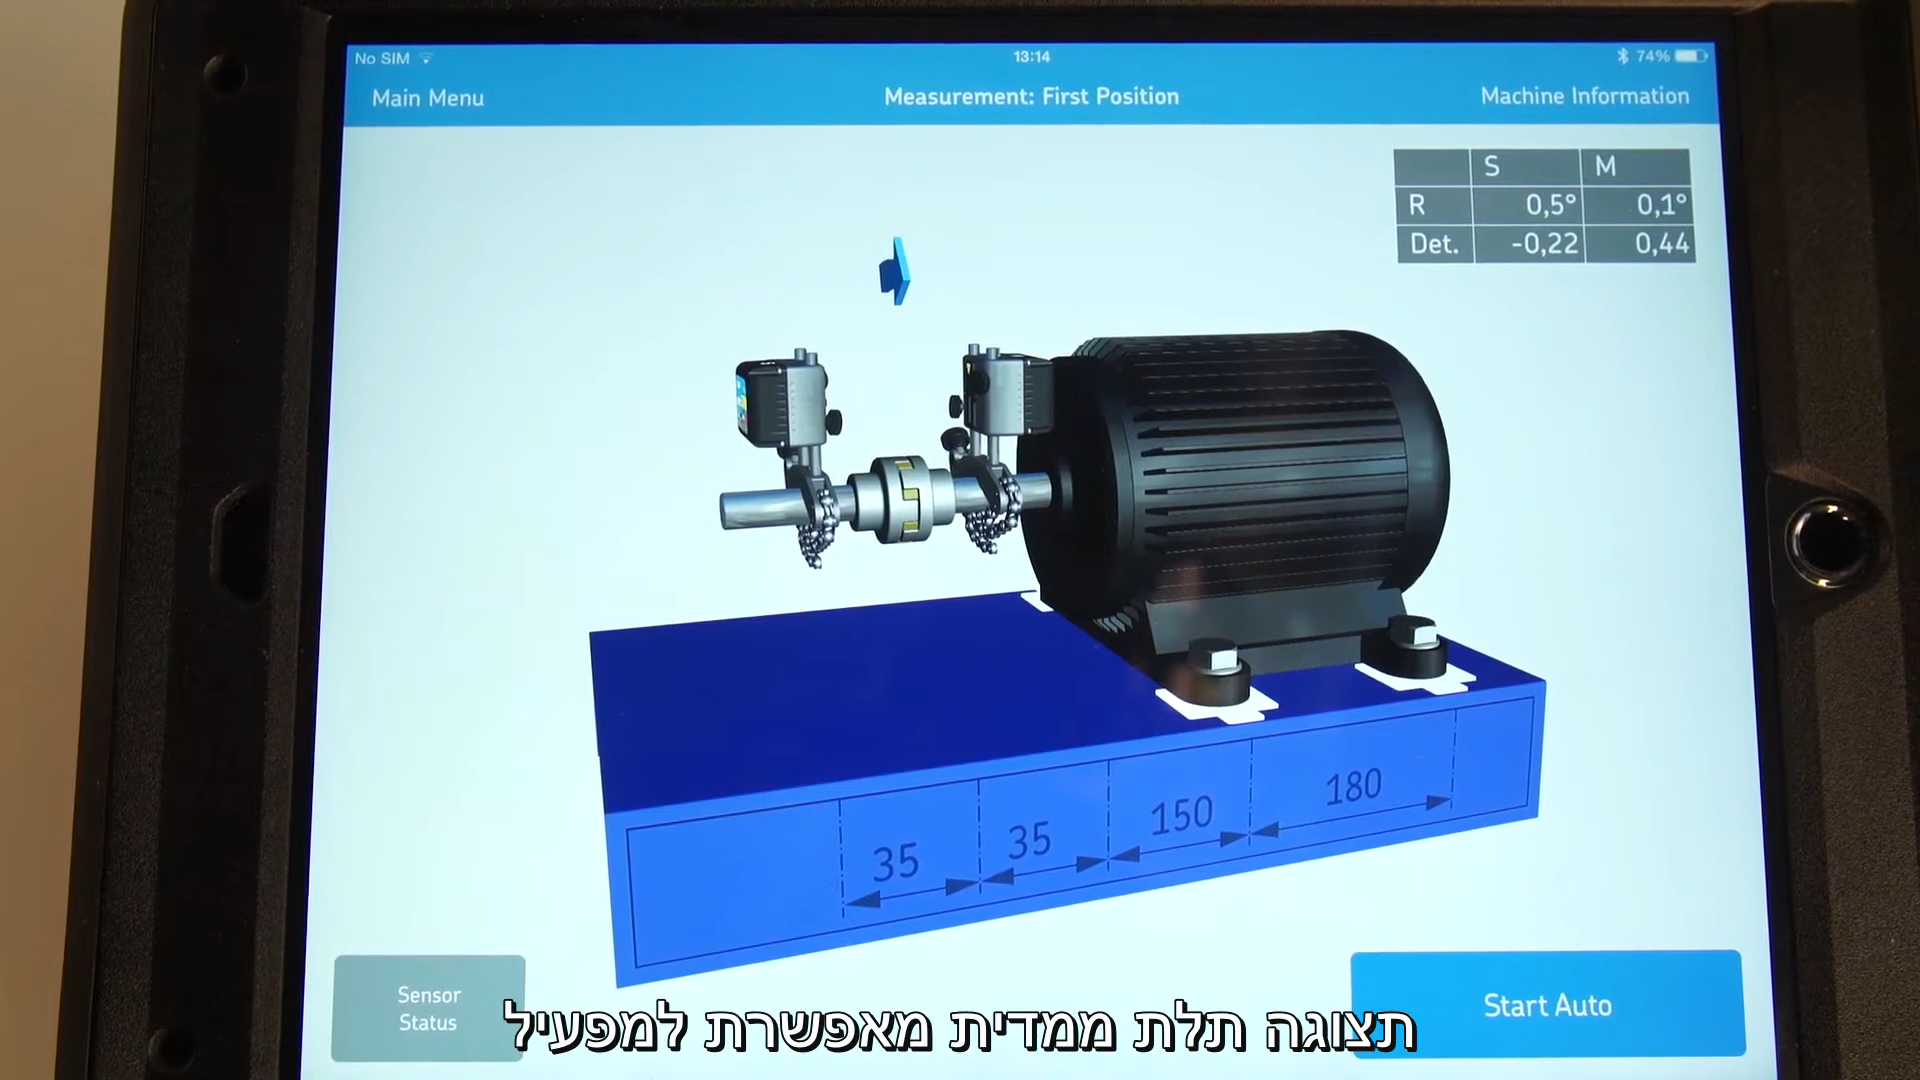 No SIM 13:14 74%
Main Menu Measurement: First Position Machine Information
S M
R 0,5° 0,1°
Det. -0,22 0,44
35 35 150 180
Sensor
Status
Start Auto
תצוגה תלת ממדית מאפשרת למפעיל